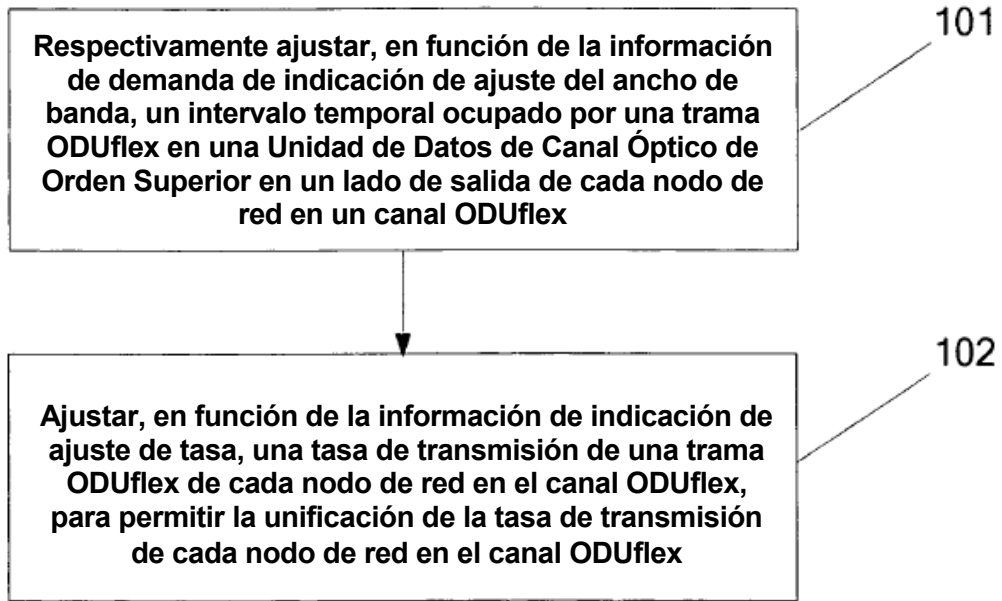 101
Respectivamente ajustar, en función de la información
de demanda de indicación de ajuste del ancho de
banda, un intervalo temporal ocupado por una trama
ODUflex en una Unidad de Datos de Canal Óptico de
Orden Superior en un lado de salida de cada nodo de
red en un canal ODUflex
102
Ajustar, en función de la información de indicación de
ajuste de tasa, una tasa de transmisión de una trama
ODUflex de cada nodo de red en el canal ODUflex,
para permitir la unificación de la tasa de transmisión
de cada nodo de red en el canal ODUflex